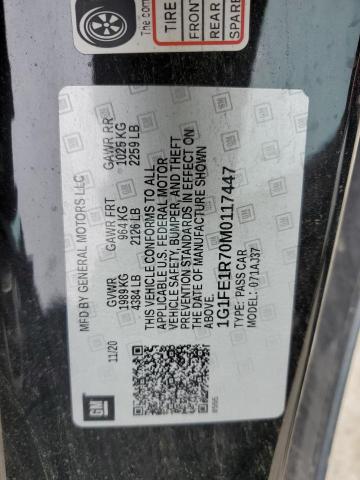 The com
TIRE
FRONT
REAR
SPARE
MFD BY GENERAL MOTORS LLC
11/20
GVWR GAWR FRT GAWR RR
1989 KG 964 KG 1025 KG
4384 LB 2126 LB 2259 LB
THIS VEHICLE CONFORMS TO ALL
APPLICABLE U.S. FEDERAL MOTOR
VEHICLE SAFETY, BUMPER, AND THEFT
PREVENTION STANDARDS IN EFFECT ON
THE DATE OF MANUFACTURE SHOWN
ABOVE.
1G1FE1R70M0117447
TYPE: PASS CAR
MODEL: 071AJ37
GM